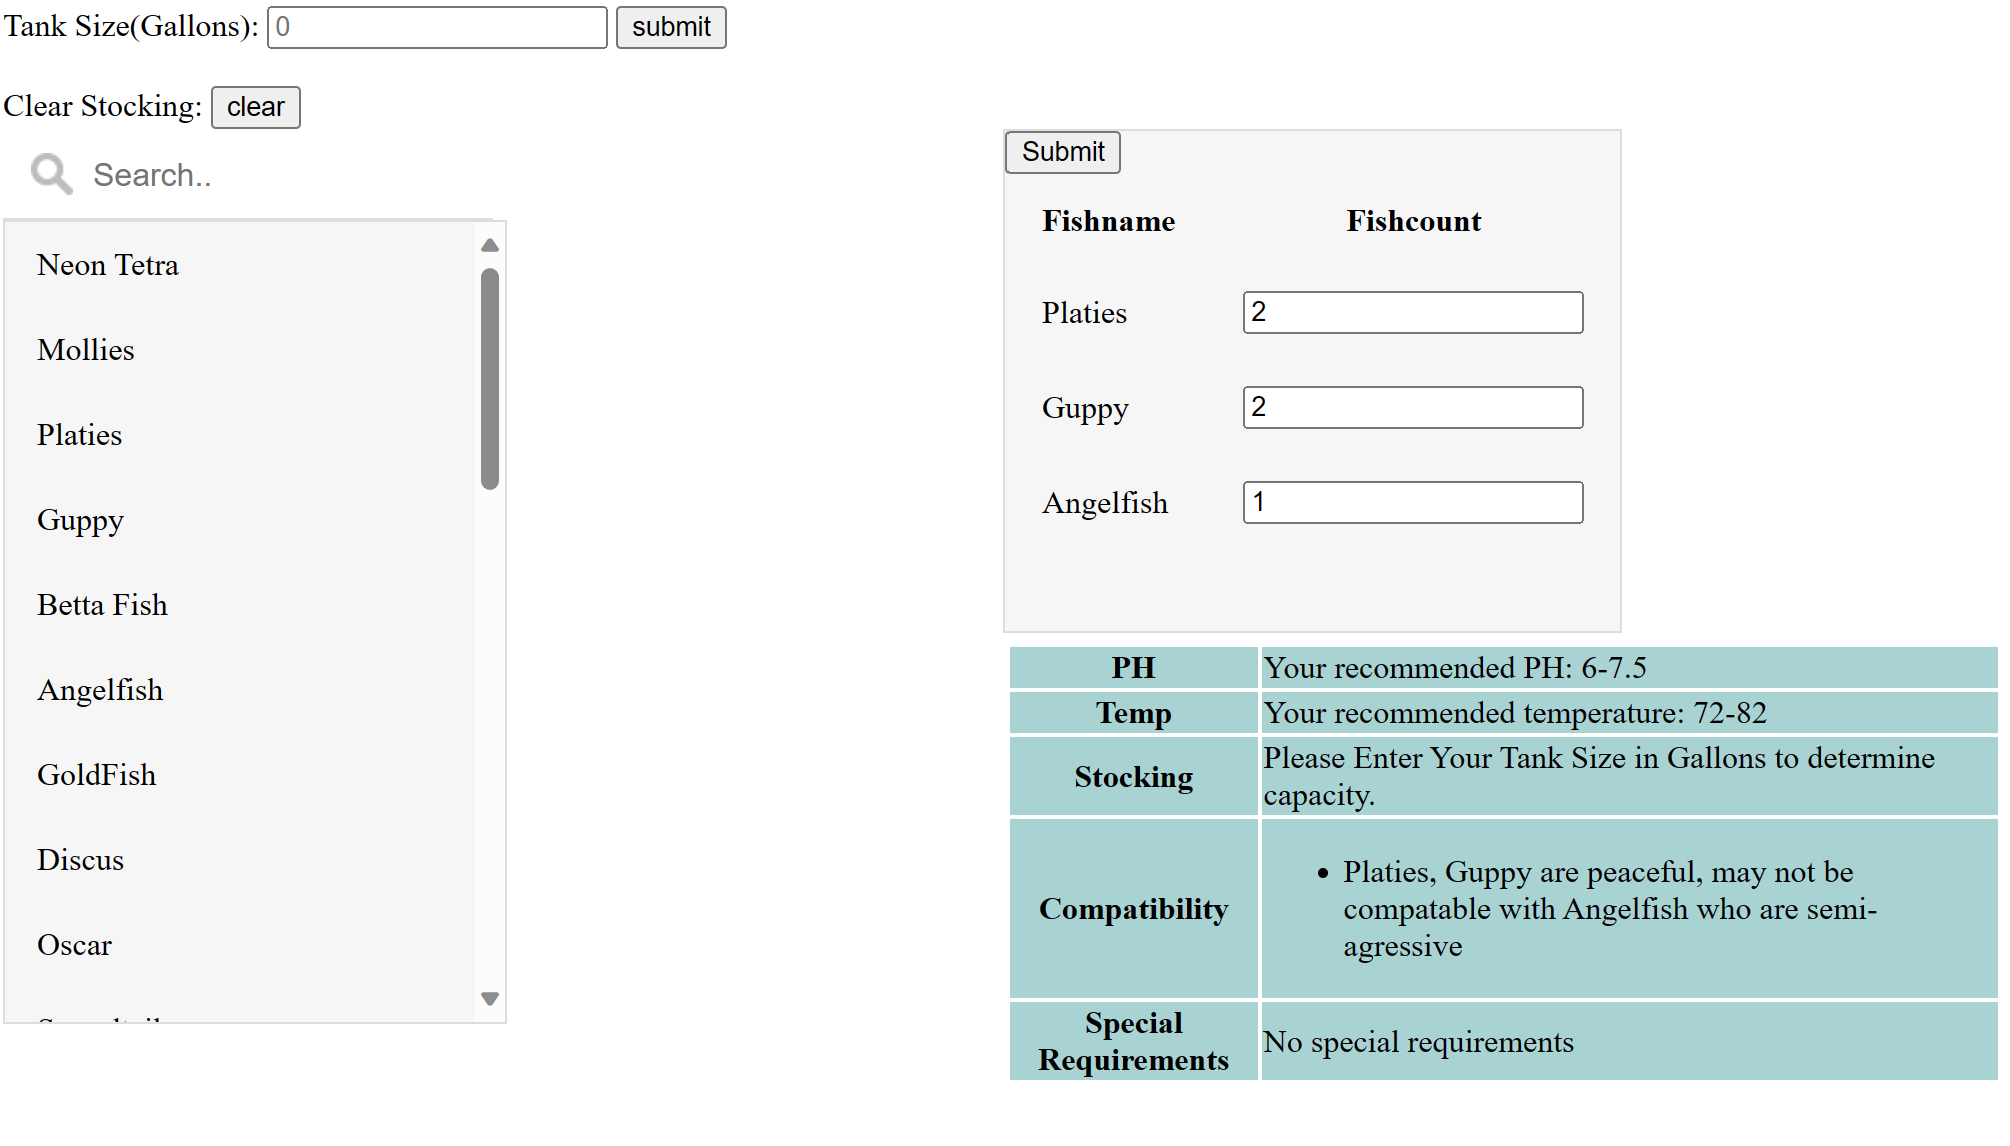 Tank Size(Gallons): 0 submit
Clear Stocking: clear
Search..
Neon Tetra
Mollies
Platies
Guppy
Betta Fish
Angelfish
GoldFish
Discus
Oscar
Submit
Fishname Fishcount
Platies 2
Guppy 2
Angelfish 1
PH Your recommended PH: 6-7.5
Temp Your recommended temperature: 72-82
Stocking Please Enter Your Tank Size in Gallons to determine
capacity.
Compatibility
• Platies, Guppy are peaceful, may not be
compatable with Angelfish who are semi-
agressive
Special
Requirements
No special requirements